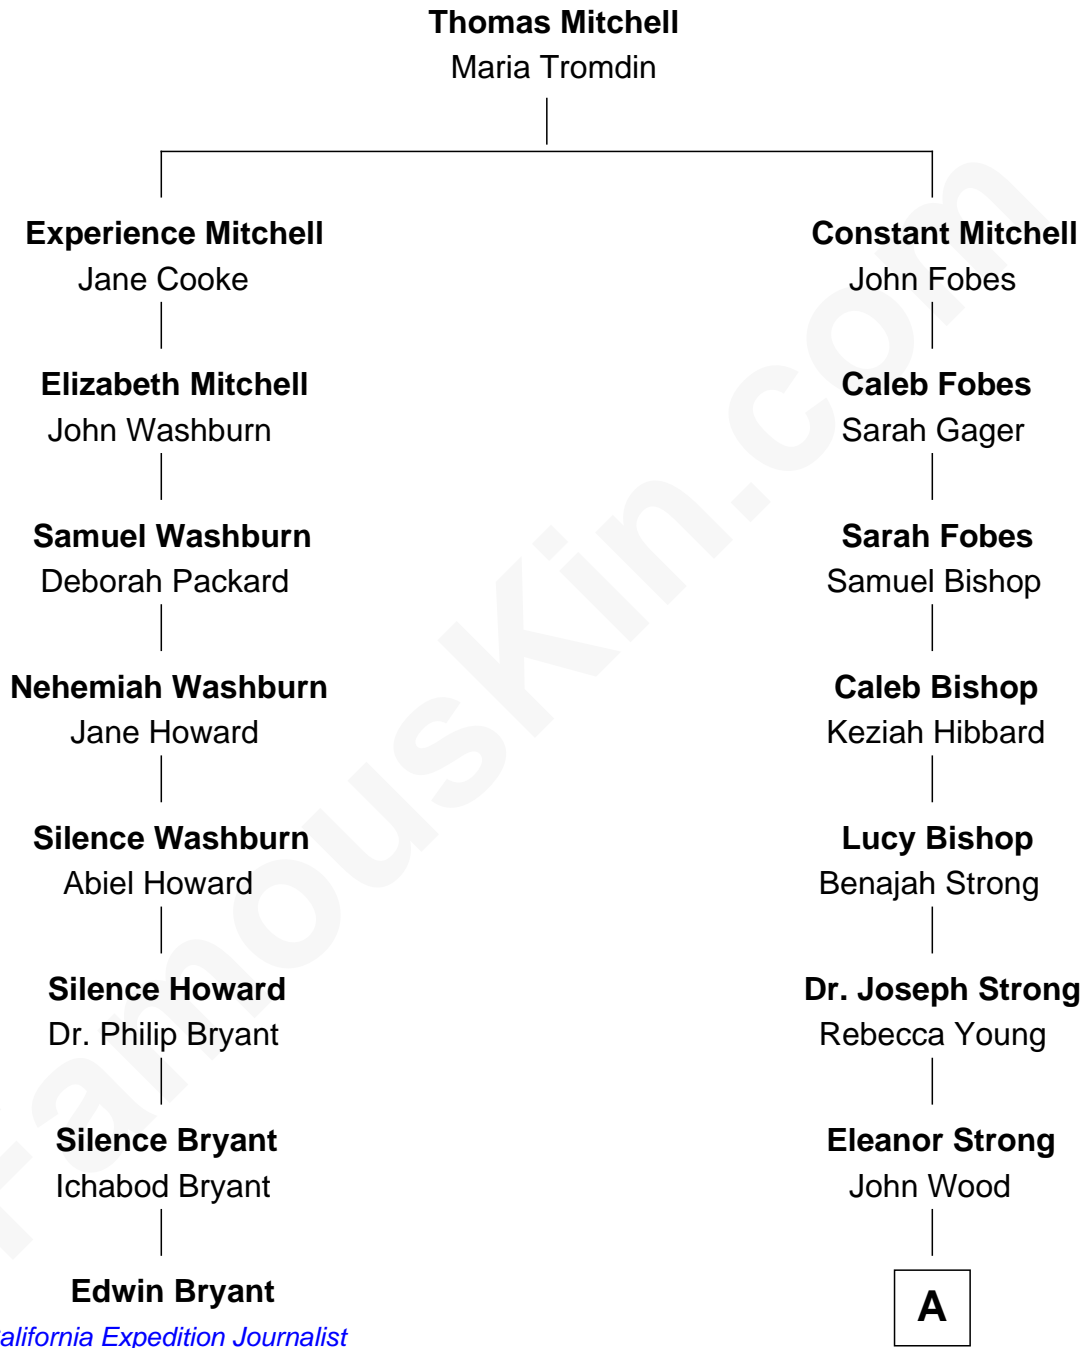 Thomas Mitchell
Maria Tromdin
Experience Mitchell
Jane Cooke
Constant Mitchell
John Fobes
Elizabeth Mitchell
John Washburn
Caleb Fobes
Sarah Gager
Samuel Washburn
Deborah Packard
Sarah Fobes
Samuel Bishop
Nehemiah Washburn
Jane Howard
Caleb Bishop
Keziah Hibbard
Silence Washburn
Abiel Howard
Lucy Bishop
Benajah Strong
Silence Howard
Dr. Philip Bryant
Dr. Joseph Strong
Rebecca Young
Silence Bryant
Ichabod Bryant
Eleanor Strong
John Wood
Edwin Bryant
alifornia Expedition Journalist
A
FamousKin.com